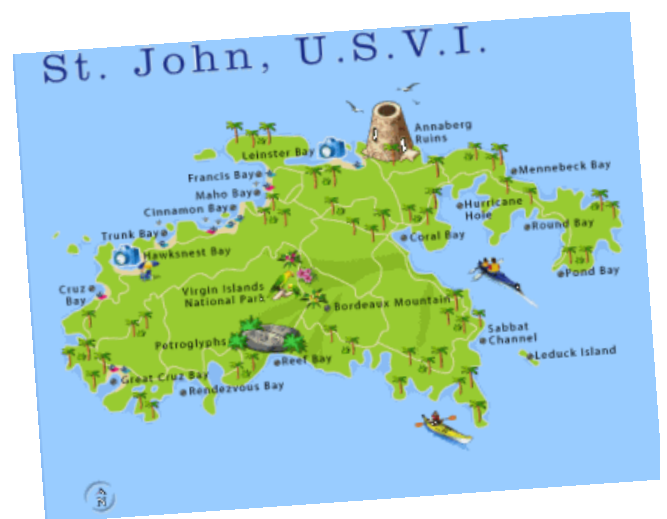 St. John, U.S.V.I.
Annaberg
Ruins
Leinster Bay
Mennebeck Bay
Francis Bay
Maho Bay
Cinnamon Bay
Hurricane
Hole
Round Bay
Trunk Bay
Coral Bay
Hawksnest Bay
Pond Bay
Cruz
Bay
Virgin Islands
National Park
Bordeaux Mountain
Sabbat
Channel
Petroglyphs
Leduck Island
Reef Bay
Great Cruz Bay
Rendezvous Bay